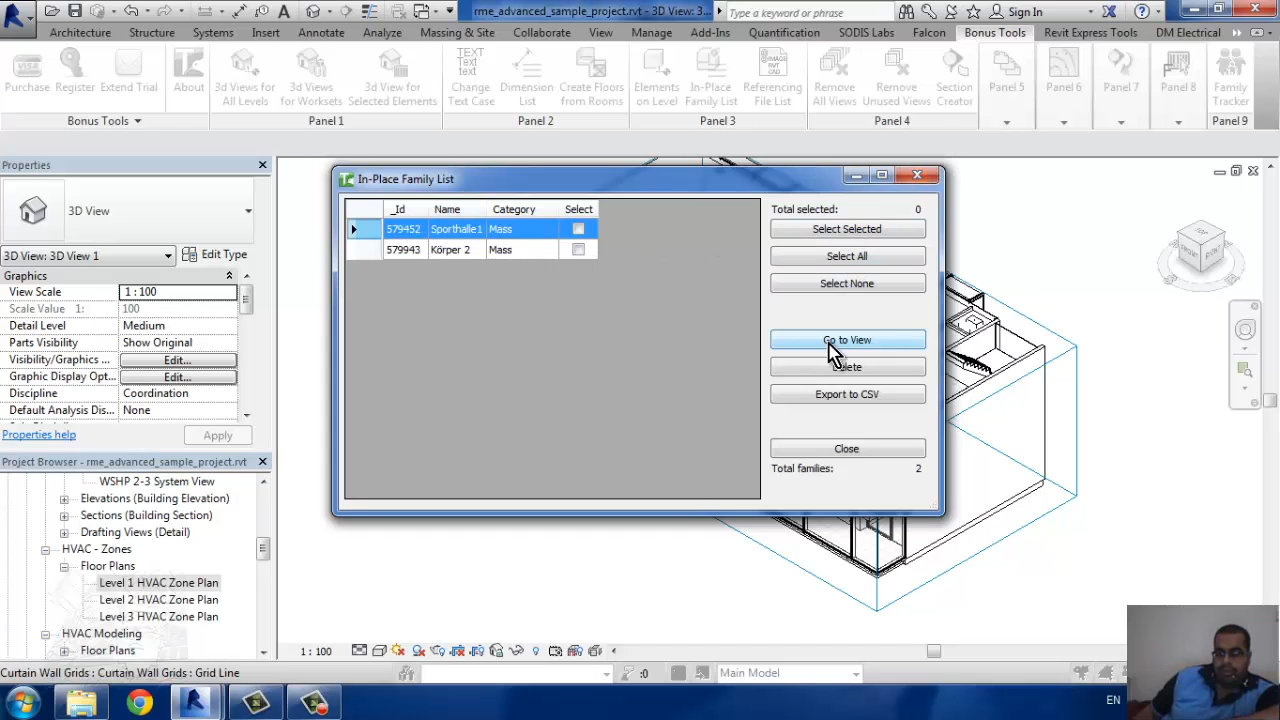 rme_advanced_sample_project.rvt - 3D View: 3...
Type a keyword or phrase
Sign In
Architecture Structure Systems Insert Annotate Analyze Massing & Site Collaborate View Manage Add-Ins Quantification SODIS Labs Falcon Bonus Tools Revit Express Tools DM Electrical
Purchase Register Extend Trial About
3d Views for All Levels
3d Views for Worksets
3d View for Selected Elements
TEXT Text text
Change Text Case
Dimension List
Create Floors from Rooms
Elements on Level
In-Place Family List
IMAGE RVT CAD
Referencing File List
Remove All Views
Remove Unused Views
Section Creator
Panel 5 Panel 6 Panel 7 Panel 8
Family Tracker
Bonus Tools Panel 1 Panel 2 Panel 3 Panel 4 Panel 9
Properties
3D View
3D View: 3D View 1 Edit Type
Graphics
View Scale 1 : 100
Scale Value 1: 100
Detail Level Medium
Parts Visibility Show Original
Visibility/Graphics ... Edit...
Graphic Display Opt... Edit...
Discipline Coordination
Default Analysis Dis... None
Properties help Apply
Project Browser - rme_advanced_sample_project.rvt
WSHP 2-3 System View
Elevations (Building Elevation)
Sections (Building Section)
Drafting Views (Detail)
HVAC - Zones
Floor Plans
Level 1 HVAC Zone Plan
Level 2 HVAC Zone Plan
Level 3 HVAC Zone Plan
HVAC Modeling
Floor Plans
In-Place Family List
_Id Name Category Select
579452 Sporthalle1 Mass
579943 Körper 2 Mass
Total selected: 0
Select Selected
Select All
Select None
Go to View
Delete
Export to CSV
Close
Total families: 2
TOP
FRONT
RIGHT
1 : 100
Curtain Wall Grids : Curtain Wall Grids : Grid Line
:0
Main Model
EN